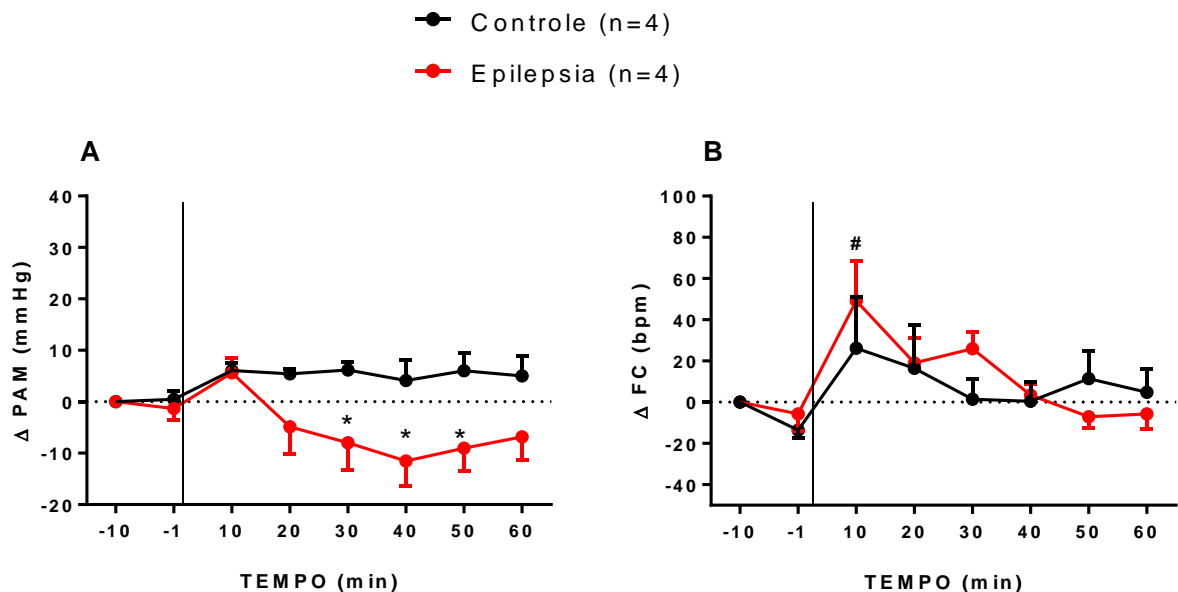 Controle (n=4)
Epilepsia (n=4)
A
Δ PAM (mmHg)
40
30
20
10
0
-10
-20
* * *
-10 -1 10 20 30 40 50 60
TEMPO (min)
B
Δ FC (bpm)
100
80
60
40
20
0
-20
-40
#
-10 -1 10 20 30 40 50 60
TEMPO (min)